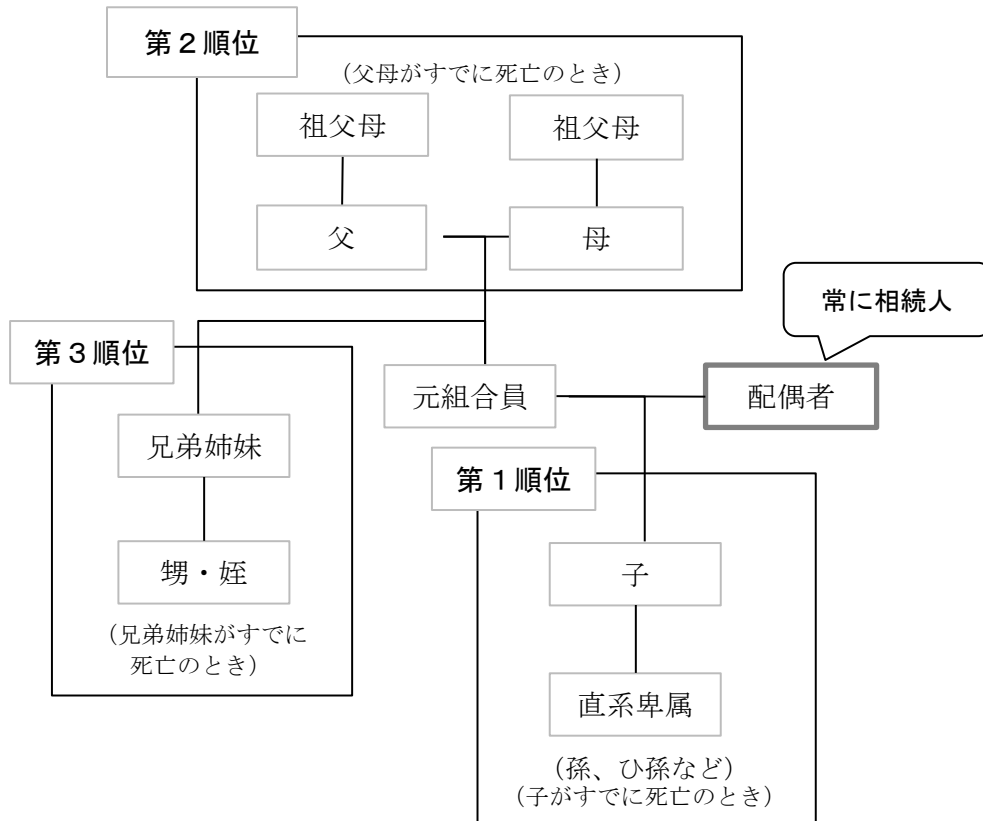 第２順位
（父母がすでに死亡のとき）
祖父母
祖父母
父
母
常に相続人
第３順位
元組合員
配偶者
兄弟姉妹
第１順位
甥・姪
子
（兄弟姉妹がすでに
死亡のとき）
直系卑属
（孫、ひ孫など）
（子がすでに死亡のとき）